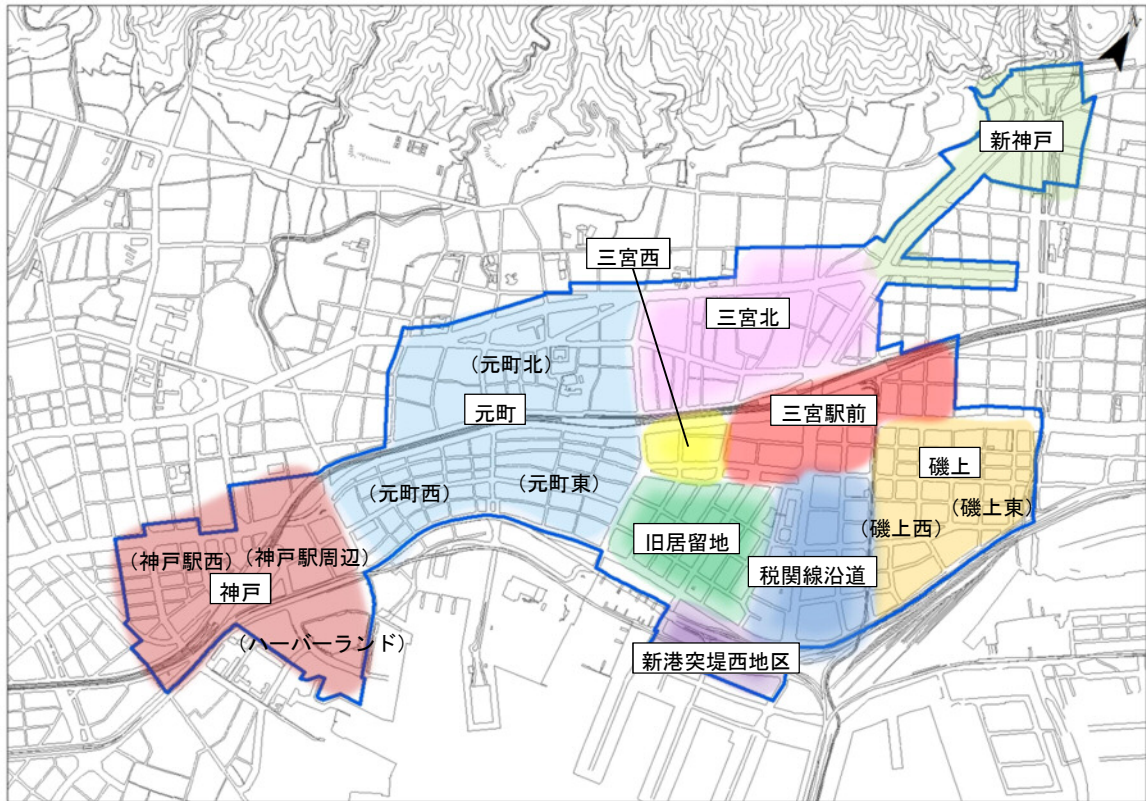 新神戸
三宮西
三宮北
（元町北）
元町
三宮駅前
磯上
（元町西）
（元町東）
（磯上東）
（磯上西）
旧居留地
（神戸駅西）
（神戸駅周辺）
税関線沿道
神戸
（ハーバーランド）
新港突堤西地区